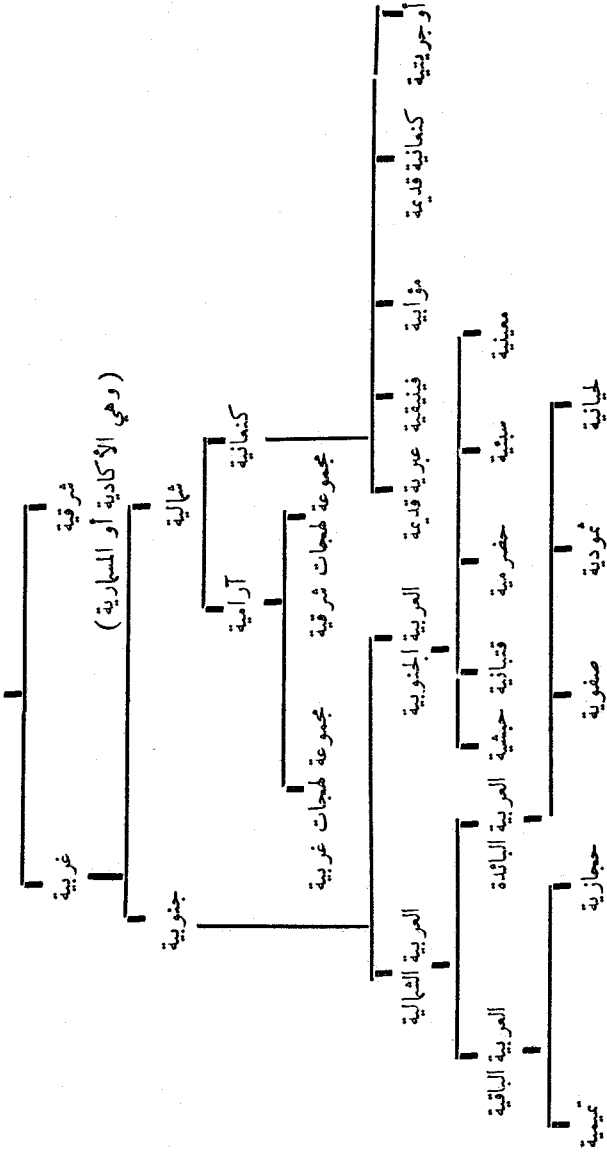 شرقية
غربية
(وهي الأكادية أو المسمارية)
شمالية
جنوبية
كنعانية
آرامية
مجموعة لهجات شرقية
مجموعة لهجات غربية
أوجريتية
كنعانية قديمة
مؤابية
فينيقية
عبرية قديمة
العربية الجنوبية
العربية الشمالية
معينية
سبئية
حضرمية
قتبانية
حبشية
العربية البائدة
العربية الباقية
لحيانية
ثمودية
صفوية
حجازية
تميمية